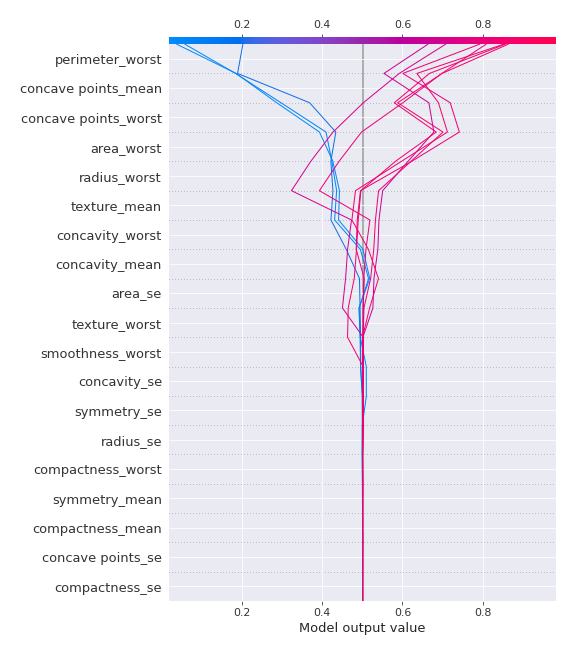 0.2 0.4 0.6 0.8
perimeter_worst
concave points_mean
concave points_worst
area_worst
radius_worst
texture_mean
concavity_worst
concavity_mean
area_se
texture_worst
smoothness_worst
concavity_se
symmetry_se
radius_se
compactness_worst
symmetry_mean
compactness_mean
concave points_se
compactness_se
0.2 0.4 0.6 0.8
Model output value